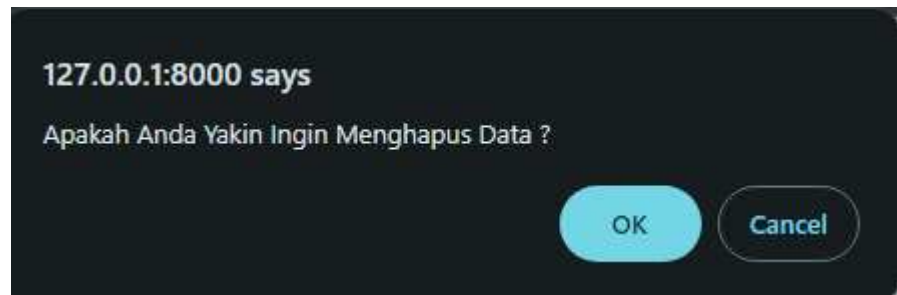 127.0.0.1:8000 says
Apakah Anda Yakin Ingin Menghapus Data ?
OK Cancel